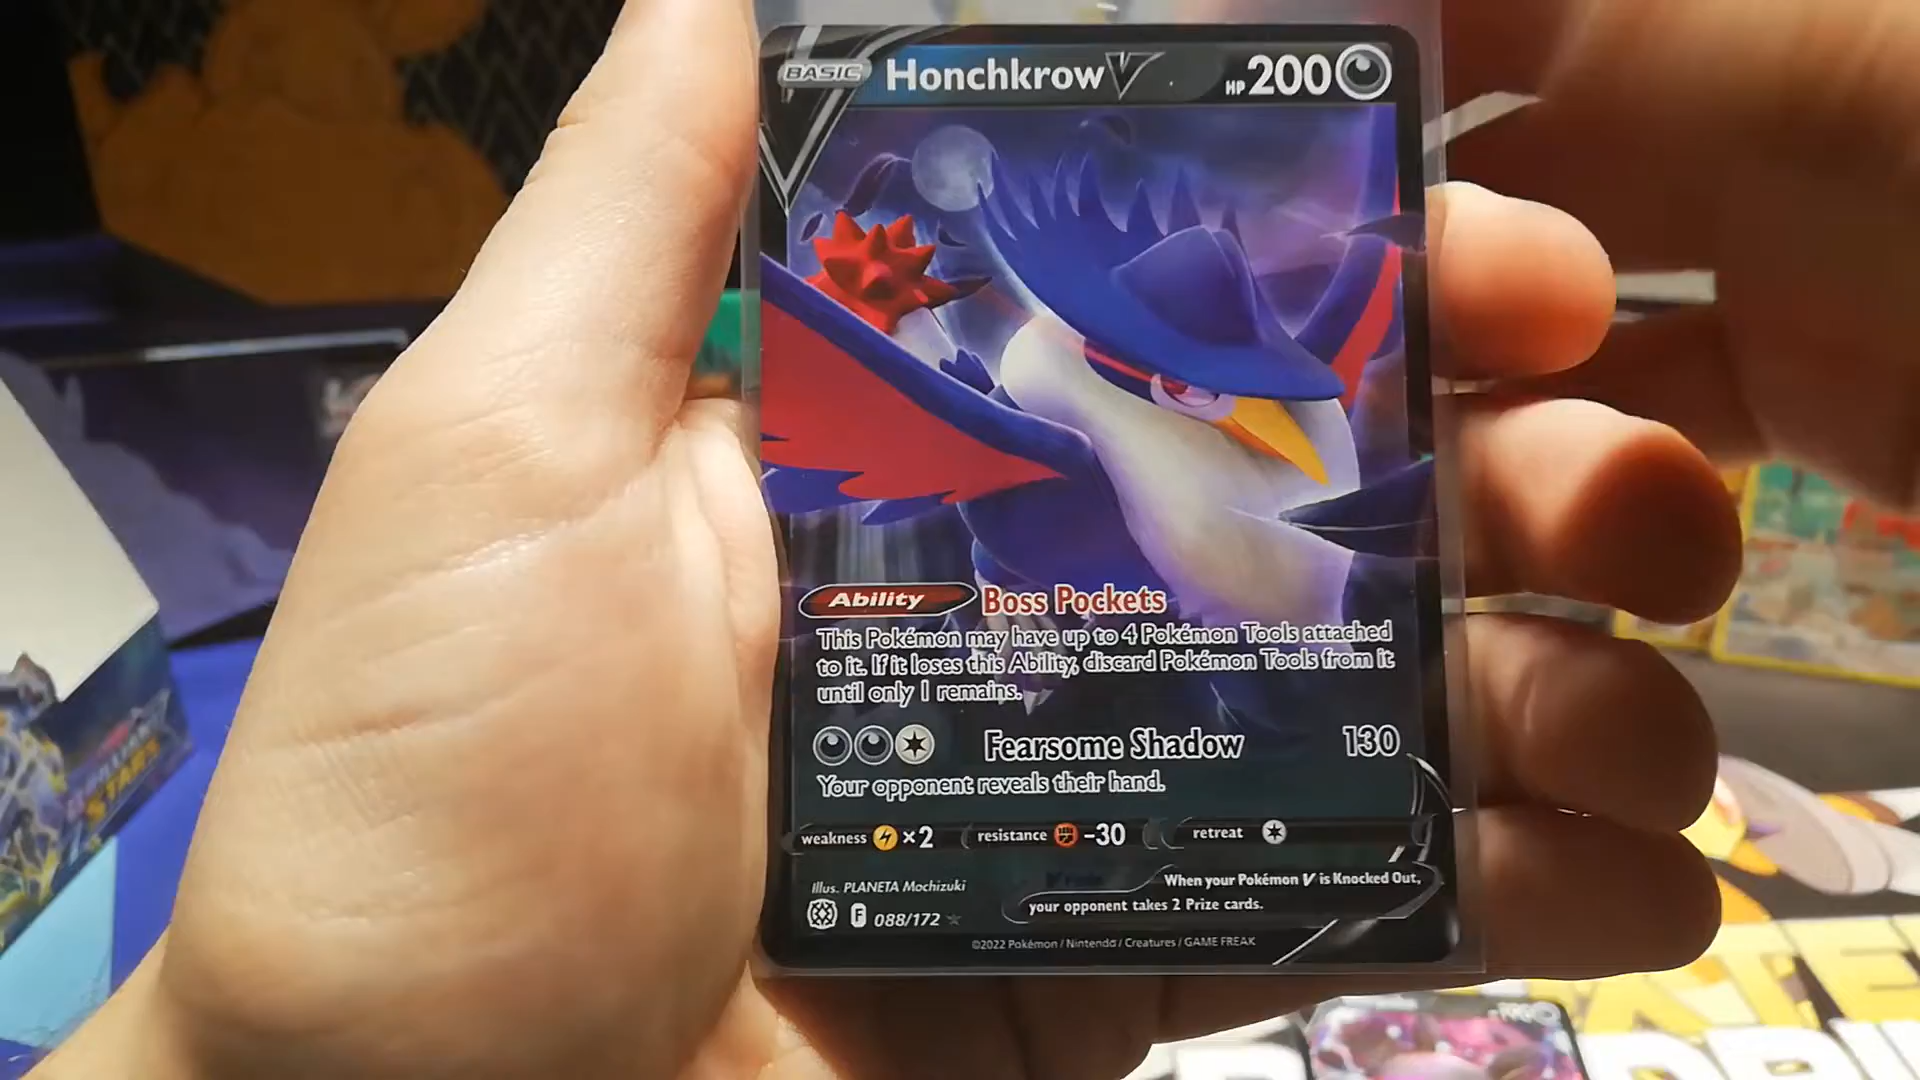 BASIC Honchkrow V HP 200
Ability Boss Pockets
This Pokémon may have up to 4 Pokémon Tools attached
to it. If it loses this Ability, discard Pokémon Tools from it
until only 1 remains.
Fearsome Shadow 130
Your opponent reveals their hand.
weakness ×2 resistance -30 retreat
Illus. PLANETA Mochizuki
When your Pokémon V is Knocked Out,
your opponent takes 2 Prize cards.
F 088/172
©2022 Pokémon / Nintendo / Creatures / GAME FREAK
STARS